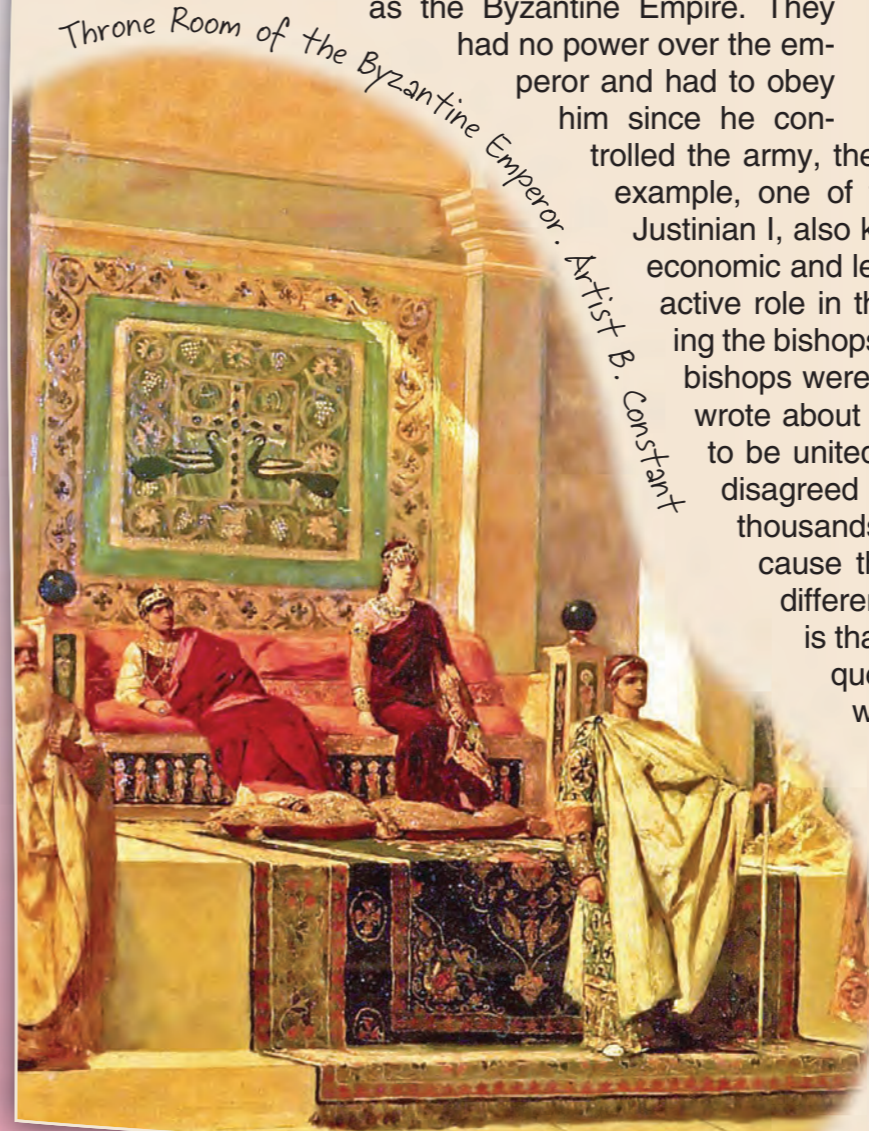 Throne Room of the Byzantine Emperor. Artist B. Constant
as the Byzantine Empire. They
had no power over the em-
peror and had to obey
him since he con-
trolled the army, the
example, one of
Justinian I, also k
economic and le
active role in th
ing the bishops
bishops were
wrote about
to be united
disagreed
thousands
cause th
differen
is tha
que
w